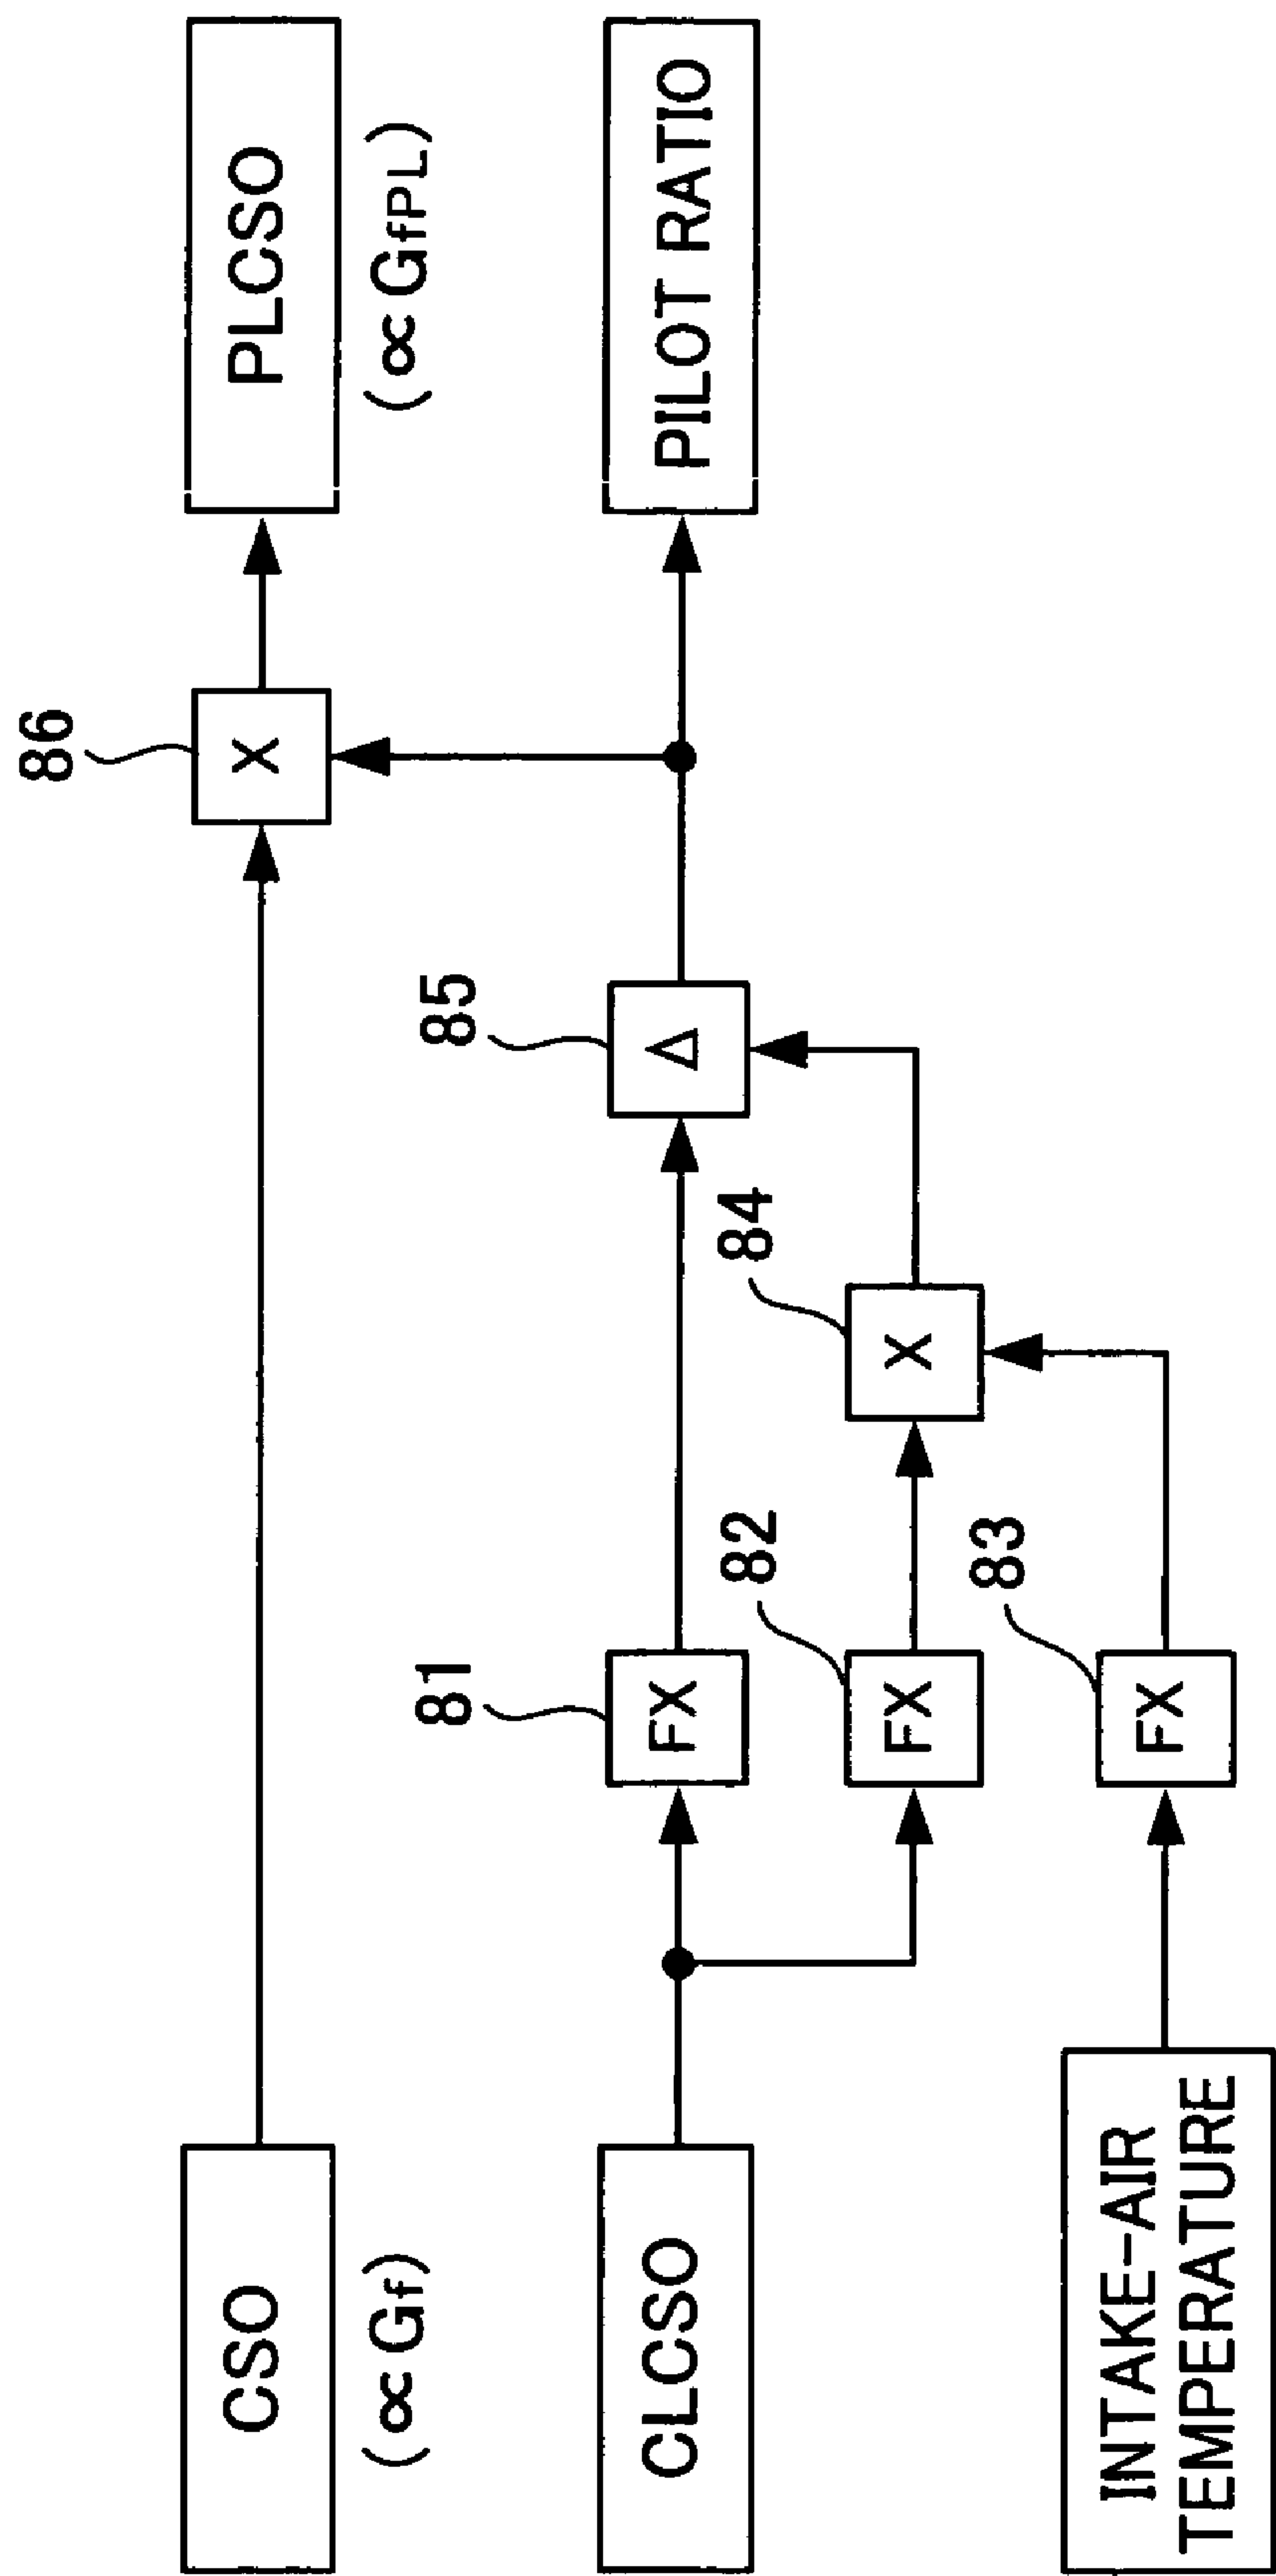 86
CSO
X
PLCSO
(∝Gf)
(∝GfPL)
81
85
CLCSO
FX
Δ
PILOT RATIO
82
84
FX
X
83
INTAKE-AIR
TEMPERATURE
FX